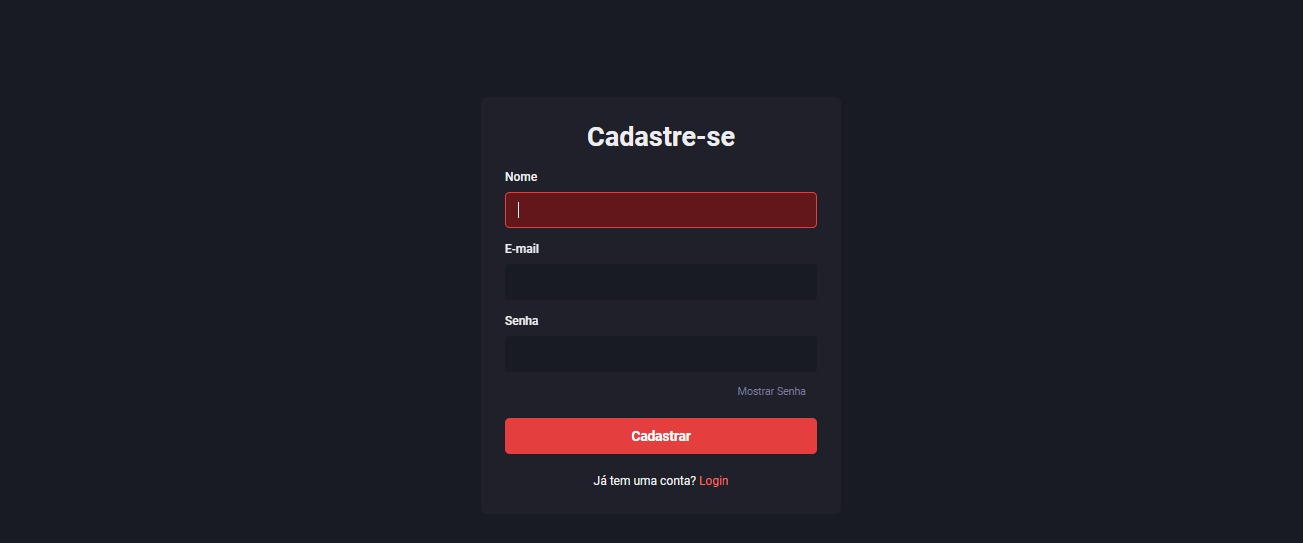 Cadastre-se
Nome
E-mail
Senha
Mostrar Senha
Cadastrar
Já tem uma conta? Login